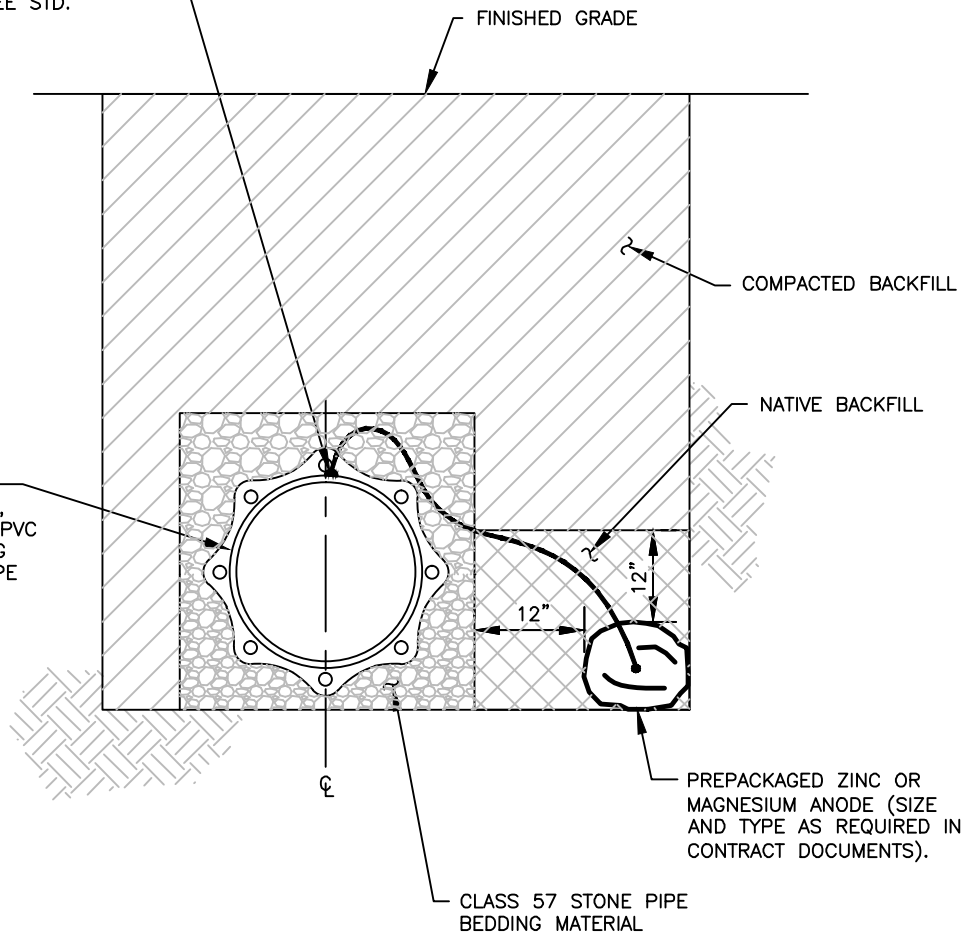 EE STD.
FINISHED GRADE
COMPACTED BACKFILL
NATIVE BACKFILL
PVC
G
PE
12"
12"
℄
PREPACKAGED ZINC OR
MAGNESIUM ANODE (SIZE
AND TYPE AS REQUIRED IN
CONTRACT DOCUMENTS).
CLASS 57 STONE PIPE
BEDDING MATERIAL